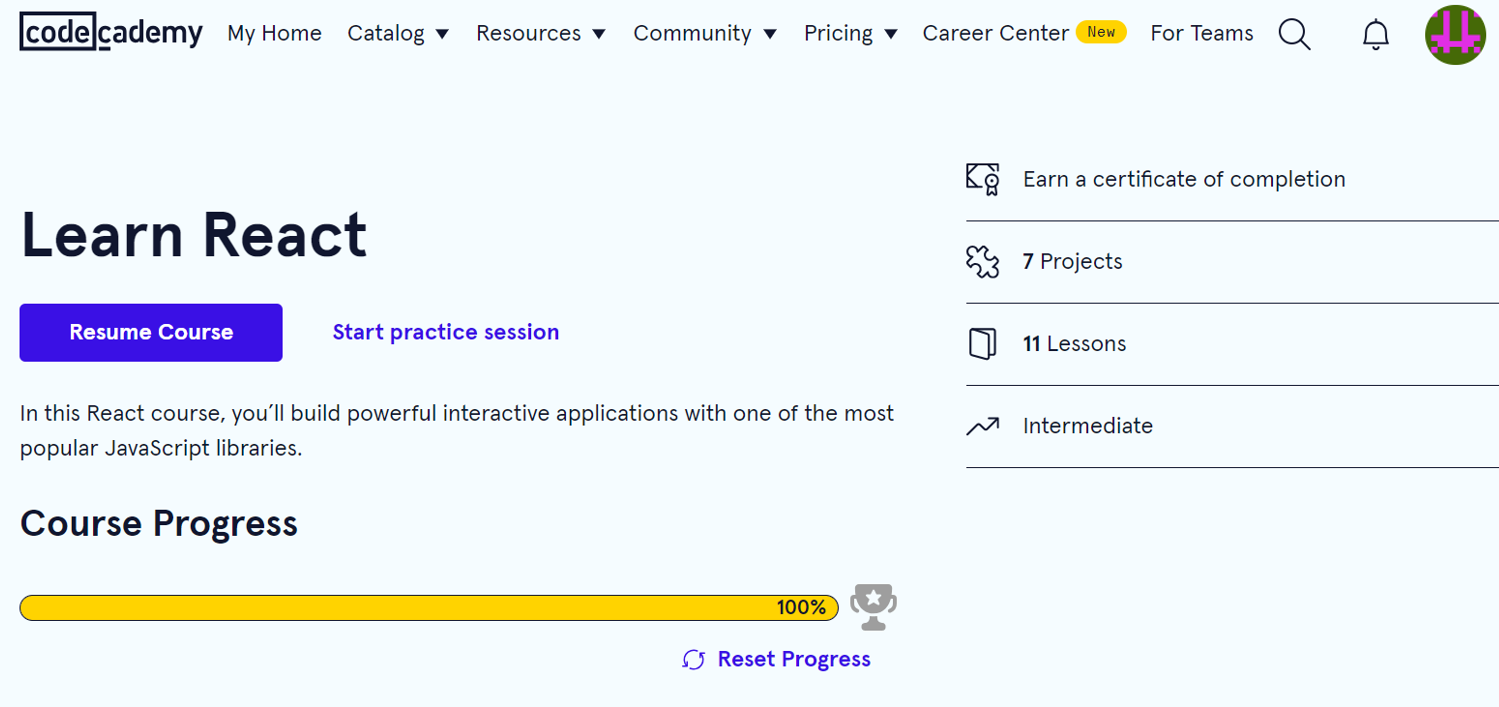 codecademy My Home Catalog Resources Community Pricing Career Center New For Teams
Learn React
Resume Course Start practice session
In this React course, you’ll build powerful interactive applications with one of the most
popular JavaScript libraries.
Course Progress
100%
Reset Progress
Earn a certificate of completion
7 Projects
11 Lessons
Intermediate